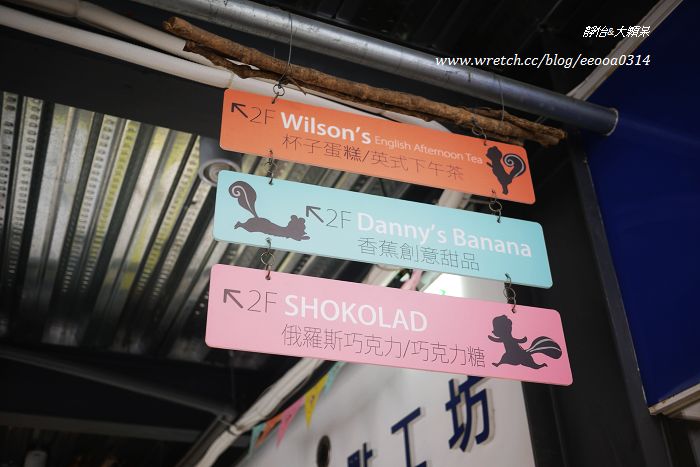 靜怡&大顆呆
www.wretch.cc/blog/eeooa0314
2F Wilson's English Afternoon Tea
杯子蛋糕/英式下午茶
2F Danny's Banana
香蕉創意甜品
2F SHOKOLAD
俄羅斯巧克力/巧克力糖
點工坊